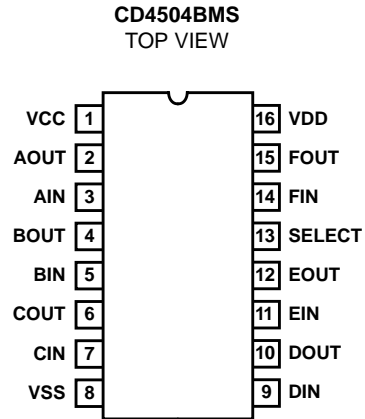 CD4504BMS
TOP VIEW
VCC 1 16 VDD
AOUT 2 15 FOUT
AIN 3 14 FIN
BOUT 4 13 SELECT
BIN 5 12 EOUT
COUT 6 11 EIN
CIN 7 10 DOUT
VSS 8 9 DIN